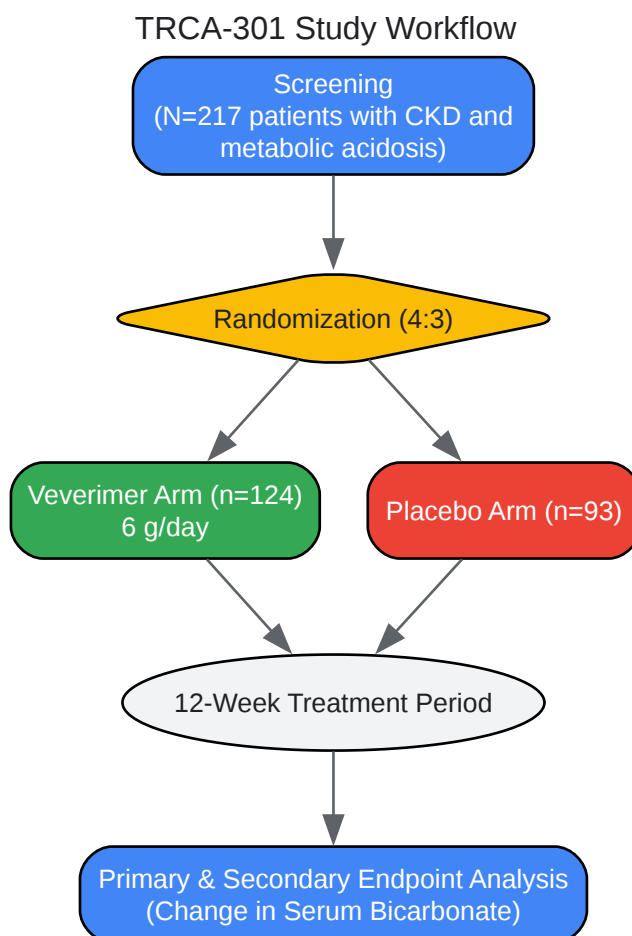 TRCA-301 Study Workflow
Screening
(N=217 patients with CKD and
metabolic acidosis)
Randomization (4:3)
Veverimer Arm (n=124)
6 g/day
Placebo Arm (n=93)
12-Week Treatment Period
Primary & Secondary Endpoint Analysis
(Change in Serum Bicarbonate)